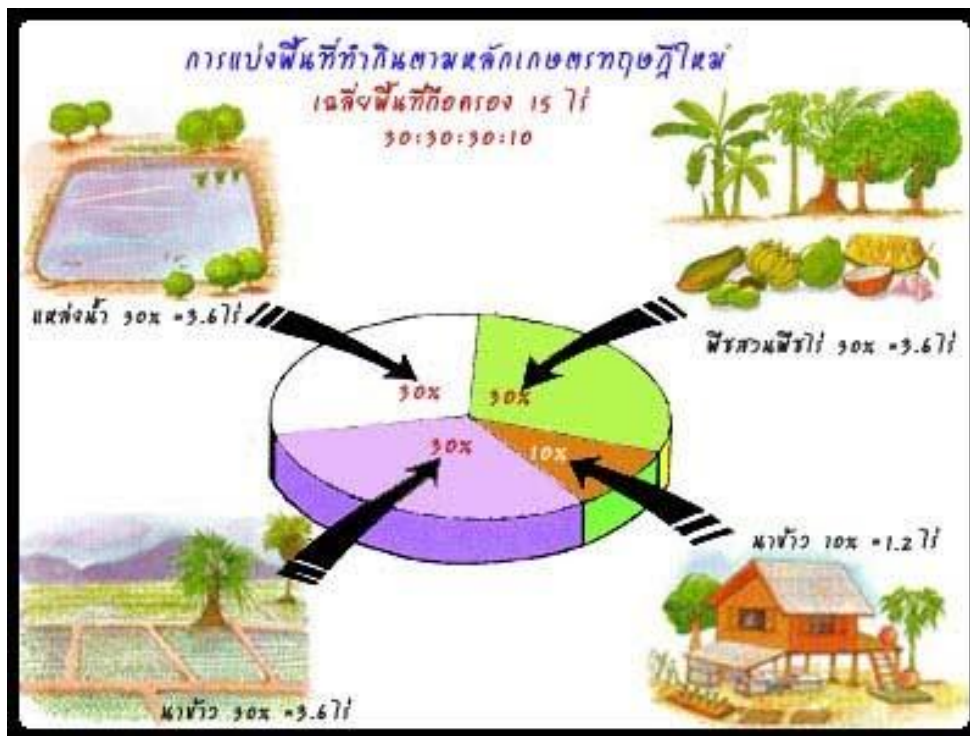 การแบ่งพื้นที่ทำกินตามหลักเกษตรทฤษฎีใหม่
เฉลี่ยพื้นที่ถือครอง 15 ไร่
30:30:30:10
แหล่งน้ำ 30% =3.6ไร่
พืชสวนพืชไร่ 30% =3.6ไร่
30%
30%
30%
10%
นาข้าว 10% =1.2ไร่
นาข้าว 30% =3.6ไร่